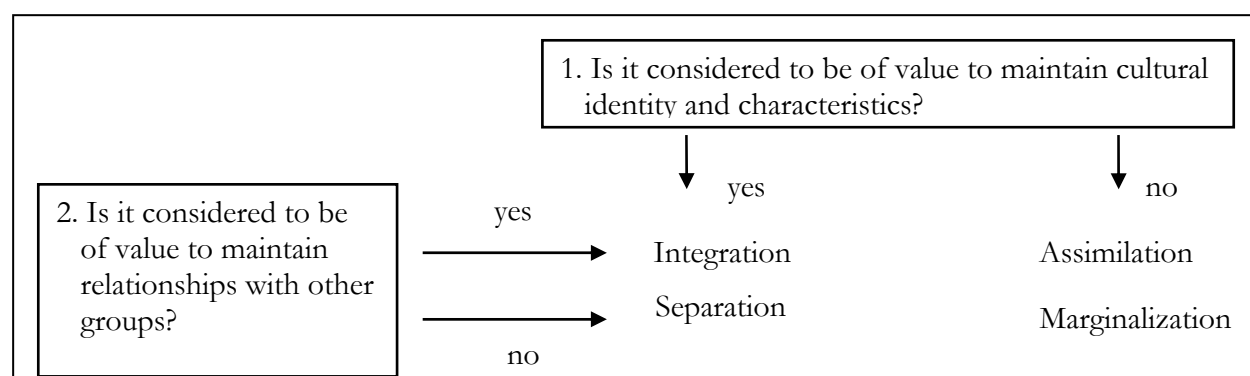 1. Is it considered to be of value to maintain cultural
identity and characteristics?
yes
no
2. Is it considered to be
of value to maintain
relationships with other
groups?
yes
Integration
Assimilation
Separation
Marginalization
no